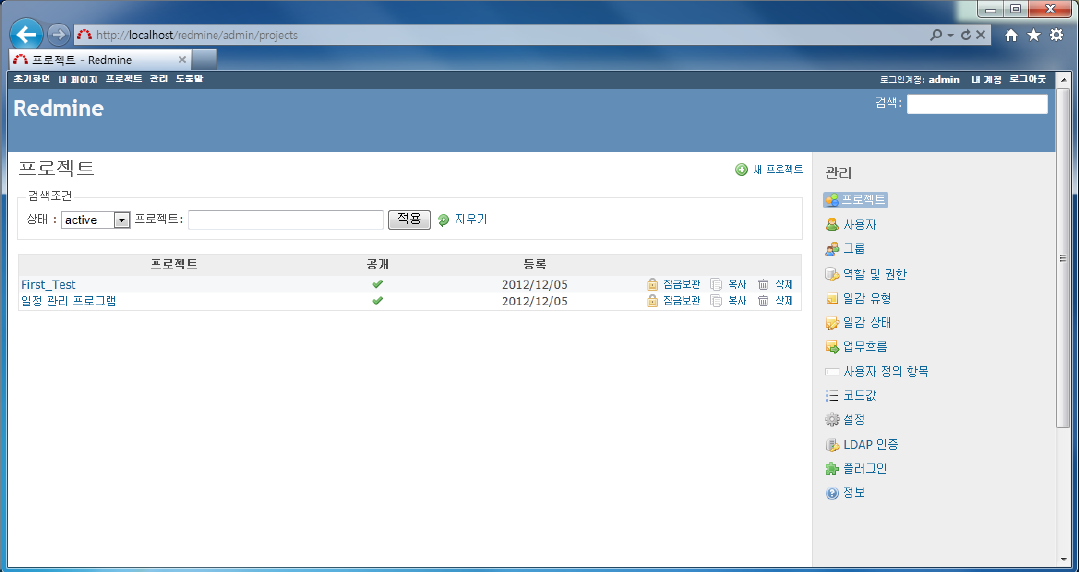 http://localhost/redmine/admin/projects
프로젝트 - Redmine
초기화면 내 페이지 프로젝트 관리 도움말
로그인계정: admin 내 계정 로그아웃
Redmine
검색:
프로젝트
새 프로젝트
검색조건
상태 : active 프로젝트: 적용 지우기
프로젝트 공개 등록
First_Test 2012/12/05 잠금보관 복사 삭제
일정 관리 프로그램 2012/12/05 잠금보관 복사 삭제
관리
프로젝트
사용자
그룹
역할 및 권한
일감 유형
일감 상태
업무흐름
사용자 정의 항목
코드값
설정
LDAP 인증
플러그인
정보